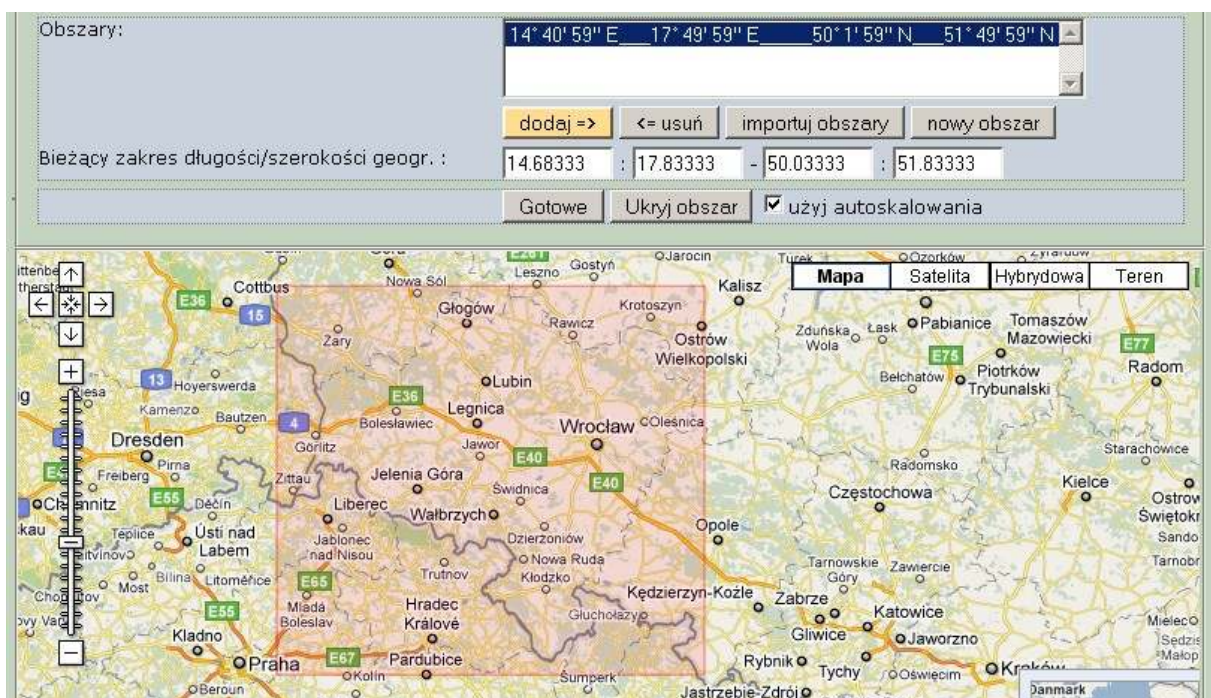 Obszary:
14° 40' 59" E___17° 49' 59" E_____50° 1' 59" N___51° 49' 59" N
dodaj => <= usuń importuj obszary nowy obszar
Bieżący zakres długości/szerokości geogr. :
14.68333 : 17.83333 - 50.03333 : 51.83333
Gotowe Ukryj obszar użyj autoskalowania
Mapa Satelita Hybrydowa Teren
Leszno Gostyń Jarocin Turek Ozorków
Cottbus Nowa Sól Kalisz
E36 15 Głogów Rawicz Krotoszyn
Żary Ostrów Wielkopolski
Zduńska Wola Łask Pabianice Tomaszów Mazowiecki E77
E75 Radom
13 Hoyerswerda Lubin Bełchatów Piotrków Trybunalski
Kamenz Bautzen 4 E36 Bolesławiec Legnica
Wrocław Oleśnica
Dresden Görlitz Jawor E40
Starachowice
Freiberg Pirna Zittau Jelenia Góra Świdnica E40 Radomsko
Kielce
E55 Děčín Liberec Wałbrzych Częstochowa
Teplice Ústí nad Labem Jablonec nad Nisou Dzierżoniów Opole
Nowa Ruda
Most Bílina Litoměřice E65 Trutnov Kłodzko Tarnowskie Góry Zawiercie
Kędzierzyn-Koźle Zabrze
E55 Mladá Boleslav Hradec Králové Głuchołazy Katowice
Mielec
Kladno Gliwice Jaworzno
Praha E67 Pardubice Rybnik Tychy Oświęcim Kraków
Beroun Kolín Šumperk Jastrzębie-Zdrój
Danmark